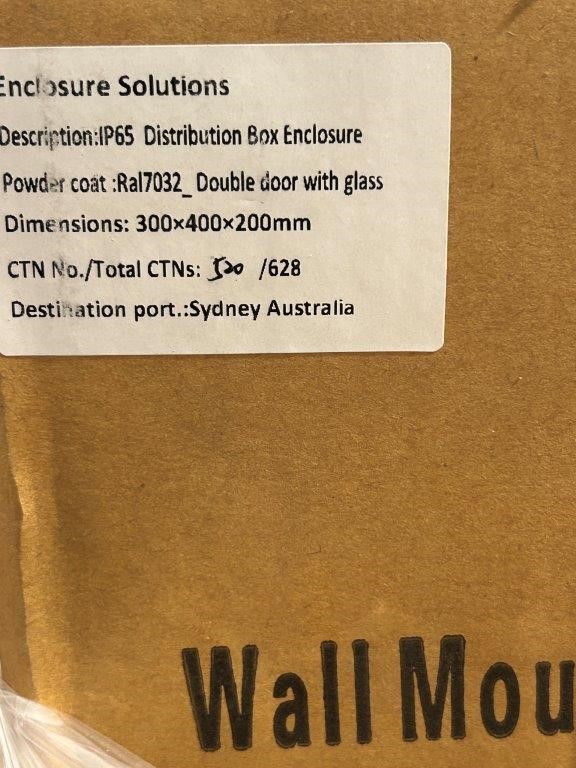 Enclosure Solutions
Description:IP65 Distribution Box Enclosure
Powder coat :Ral7032_ Double door with glass
Dimensions: 300×400×200mm
CTN No./Total CTNs: 520 /628
Destination port.:Sydney Australia
Wall Mou